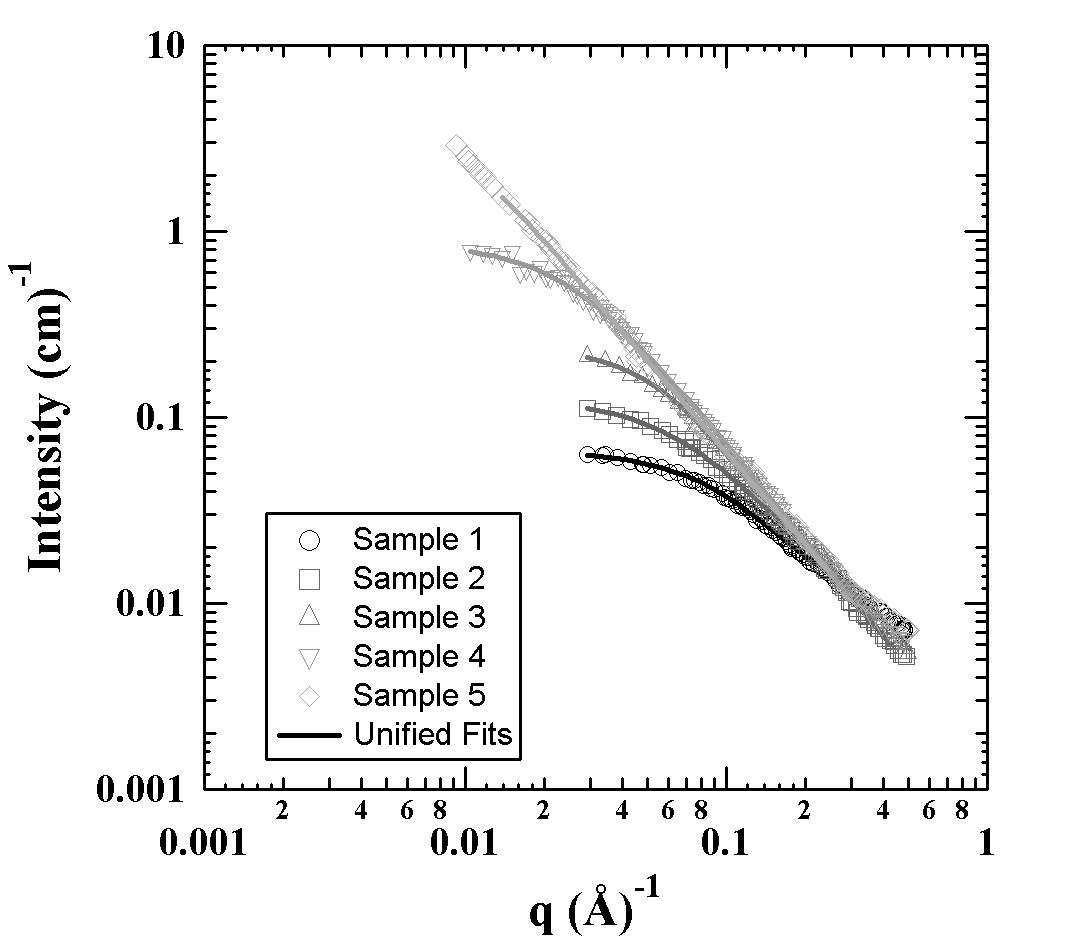 10
1
0.1
0.01
0.001
Intensity (cm)-1
Sample 1
Sample 2
Sample 3
Sample 4
Sample 5
Unified Fits
2 4 6 8 2 4 6 8 2 4 6 8
0.001 0.01 0.1 1
q (Å)-1